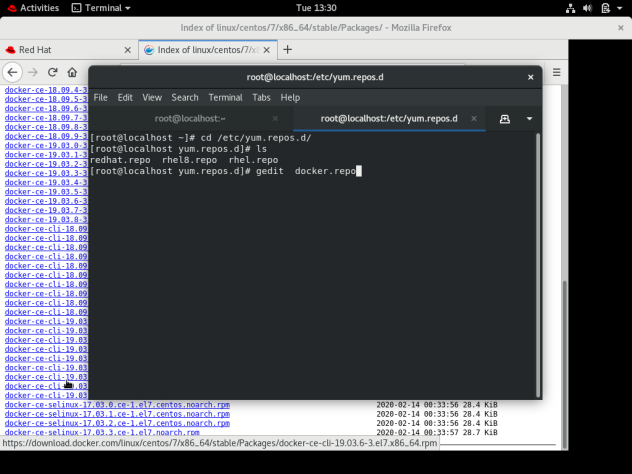 Activities Terminal Tue 13:30
Index of linux/centos/7/x86_64/stable/Packages/ - Mozilla Firefox
Red Hat Index of linux/centos/7/x8
root@localhost:/etc/yum.repos.d
File Edit View Search Terminal Tabs Help
root@localhost:~ root@localhost:/etc/yum.repos.d
[root@localhost ~]# cd /etc/yum.repos.d/
[root@localhost yum.repos.d]# ls
redhat.repo rhel8.repo rhel.repo
[root@localhost yum.repos.d]# gedit docker.repo
docker-ce-18.09.4-3
docker-ce-18.09.5-3
docker-ce-18.09.6-3
docker-ce-18.09.7-3
docker-ce-18.09.8-3
docker-ce-18.09.9-3
docker-ce-19.03.0-3
docker-ce-19.03.1-3
docker-ce-19.03.2-3
docker-ce-19.03.3-3
docker-ce-19.03.4-3
docker-ce-19.03.5-3
docker-ce-19.03.6-3
docker-ce-19.03.7-3
docker-ce-19.03.8-3
docker-ce-cli-18.09
docker-ce-cli-18.09
docker-ce-cli-18.09
docker-ce-cli-18.09
docker-ce-cli-18.09
docker-ce-cli-18.09
docker-ce-cli-18.09
docker-ce-cli-18.09
docker-ce-cli-18.09
docker-ce-cli-18.09
docker-ce-cli-19.03
docker-ce-cli-19.03
docker-ce-cli-19.03
docker-ce-cli-19.03
docker-ce-cli-19.03
docker-ce-cli-19.03
docker-ce-cli-19.03
docker-ce-cli-19.03
docker-ce-cli-19.03
docker-ce-selinux-17.03.0.ce-1.el7.centos.noarch.rpm 2020-02-14 00:33:56 28.4 KiB
docker-ce-selinux-17.03.1.ce-1.el7.centos.noarch.rpm 2020-02-14 00:33:56 28.4 KiB
docker-ce-selinux-17.03.2.ce-1.el7.centos.noarch.rpm 2020-02-14 00:33:56 28.4 KiB
docker-ce-selinux-17.03.3.ce-1.el7.noarch.rpm 2020-02-14 00:33:57 28.7 KiB
https://download.docker.com/linux/centos/7/x86_64/stable/Packages/docker-ce-cli-19.03.6-3.el7.x86_64.rpm